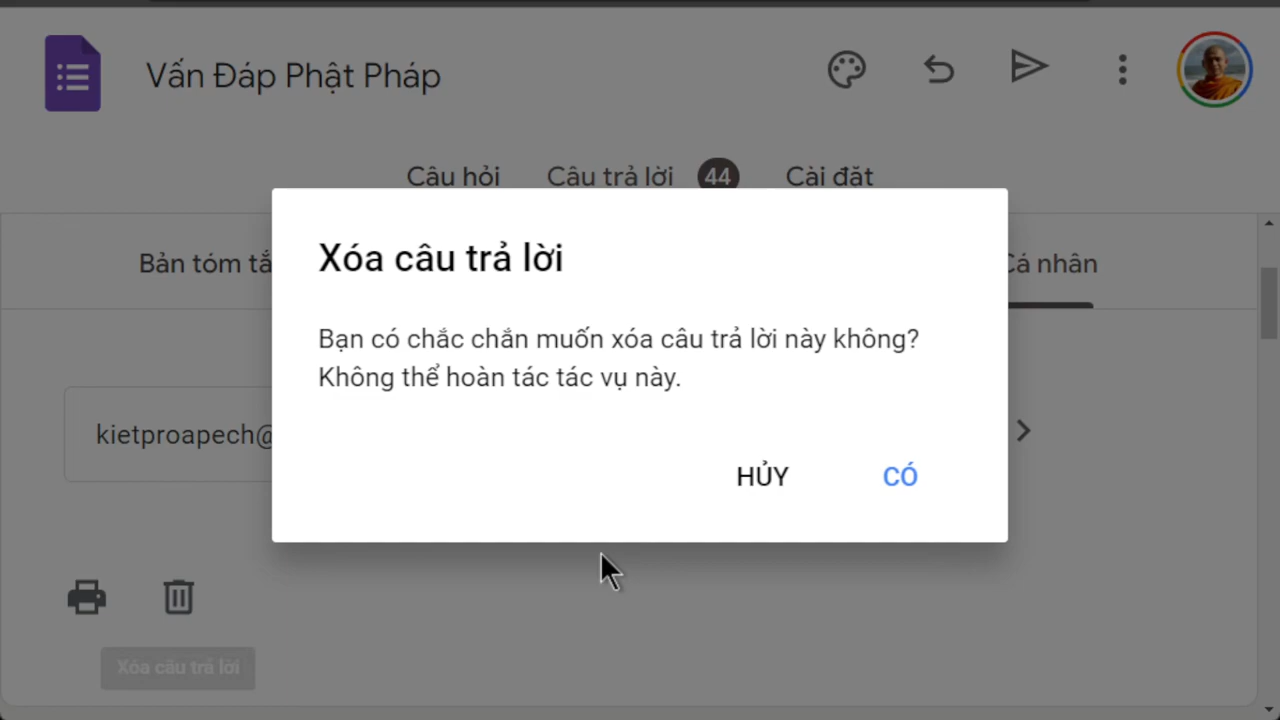 Vấn Đáp Phật Pháp
Câu hỏi Câu trả lời 44 Cài đặt
Bản tóm tắ Cá nhân
Xóa câu trả lời
Bạn có chắc chắn muốn xóa câu trả lời này không?
Không thể hoàn tác tác vụ này.
kietproapech@
HỦY CÓ
Xóa câu trả lời